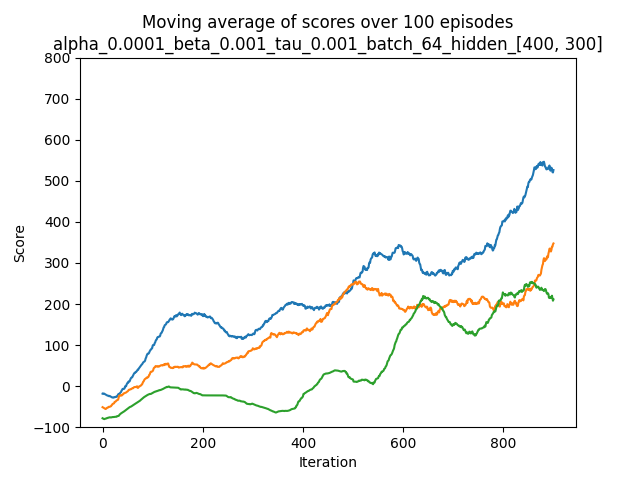 Moving average of scores over 100 episodes
alpha_0.0001_beta_0.001_tau_0.001_batch_64_hidden_[400, 300]
800
700
600
500
400
300
200
100
0
−100
Score
0 200 400 600 800
Iteration